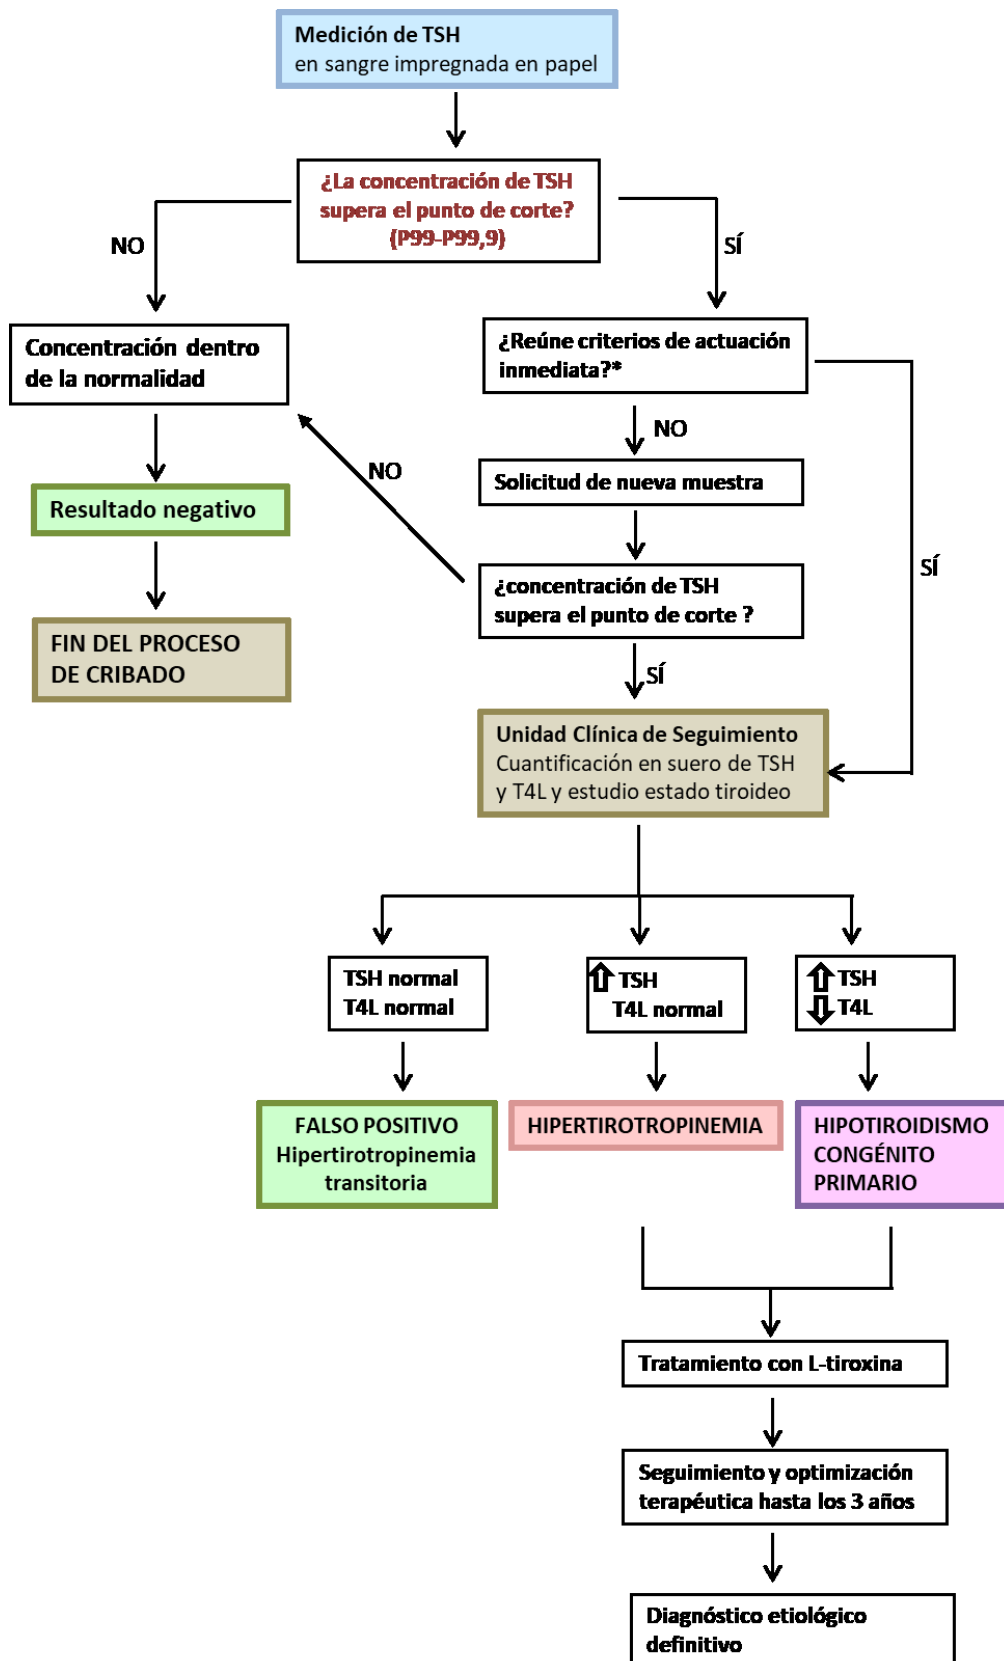 Medición de TSH
en sangre impregnada en papel
¿La concentración de TSH
supera el punto de corte?
(P99-P99,9)
NO
SÍ
Concentración dentro
de la normalidad
¿Reúne criterios de actuación
inmediata?*
NO
SÍ
Solicitud de nueva muestra
NO
Resultado negativo
¿concentración de TSH
supera el punto de corte ?
SÍ
FIN DEL PROCESO
DE CRIBADO
Unidad Clínica de Seguimiento
Cuantificación en suero de TSH
y T4L y estudio estado tiroideo
TSH normal
T4L normal
⇧ TSH
T4L normal
⇧ TSH
⇩ T4L
FALSO POSITIVO
Hipertirotropinemia
transitoria
HIPERTIROTROPINEMIA
HIPOTIROIDISMO
CONGÉNITO
PRIMARIO
Tratamiento con L-tiroxina
Seguimiento y optimización
terapéutica hasta los 3 años
Diagnóstico etiológico
definitivo